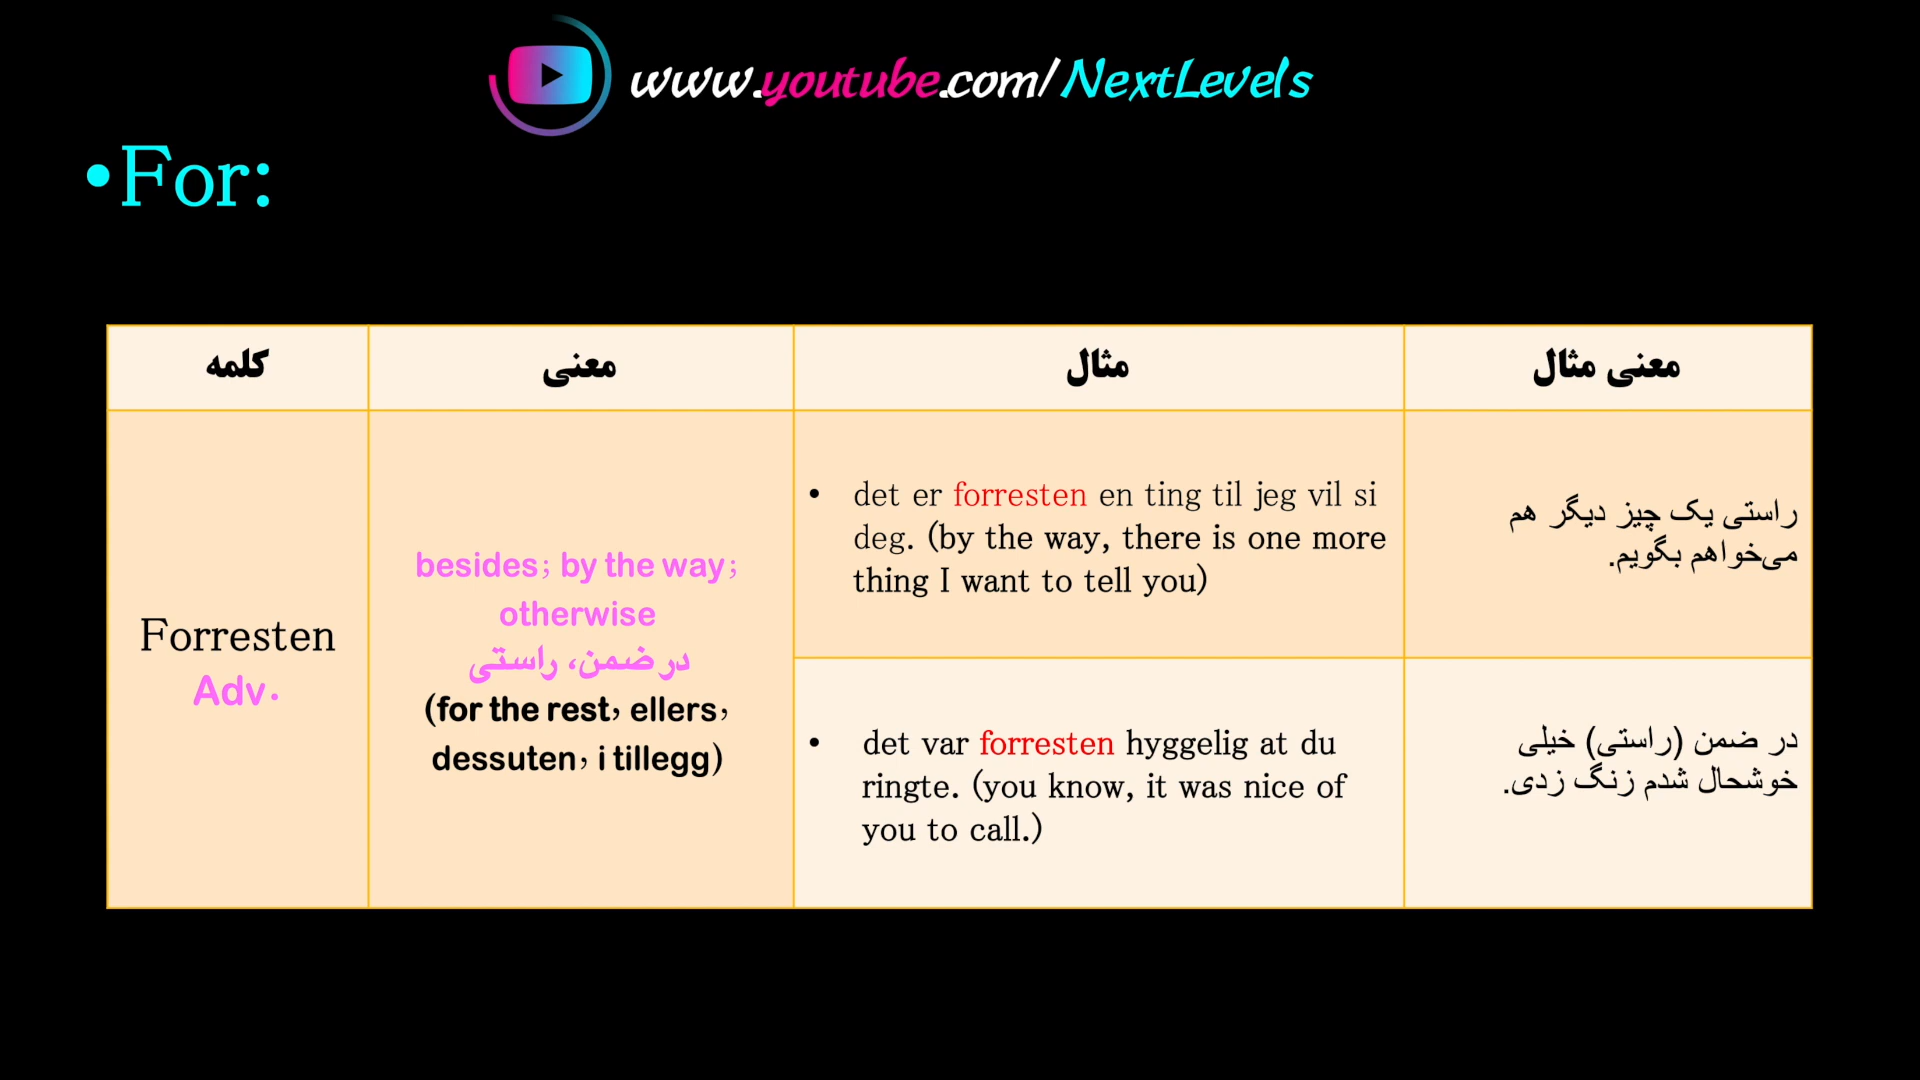 www.youtube.com/NextLevels
•For:
کلمه
معنی
مثال
معنی مثال
Forresten
Adv.
besides; by the way;
otherwise
در ضمن، راستی
(for the rest, ellers,
dessuten, i tillegg)
• det er forresten en ting til jeg vil si
deg. (by the way, there is one more
thing I want to tell you)
راستی یک چیز دیگر هم
می‌خواهم بگویم.
• det var forresten hyggelig at du
ringte. (you know, it was nice of
you to call.)
در ضمن (راستی) خیلی
خوشحال شدم زنگ زدی.